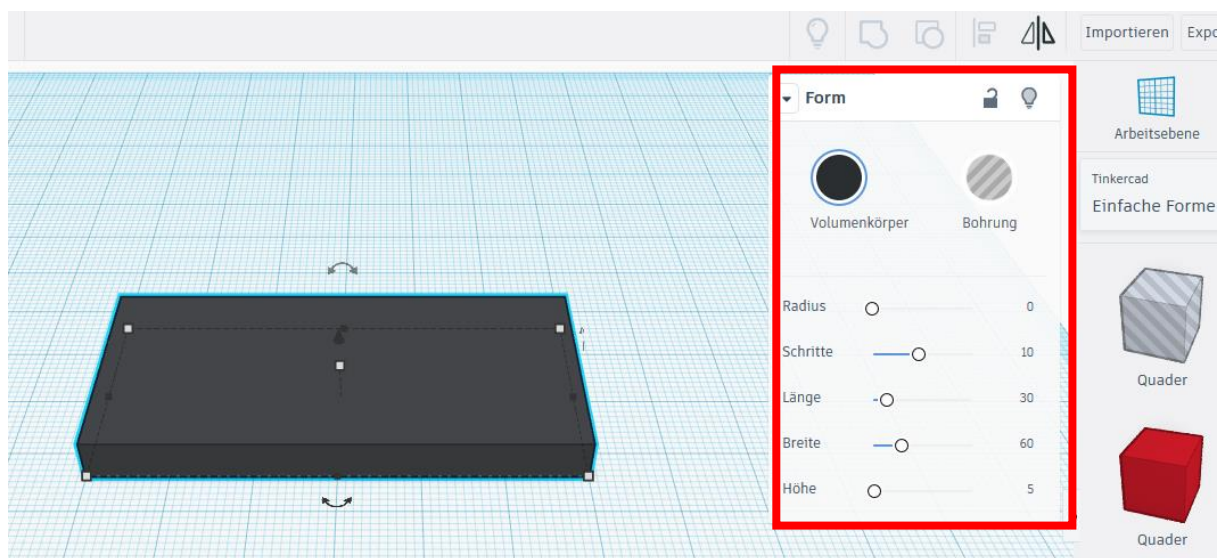 Importieren
Expo
Form
Arbeitsebene
Volumenkörper
Bohrung
Tinkercad
Einfache Forme
Radius 0
Schritte 10
Länge 30
Breite 60
Höhe 5
Quader
Quader